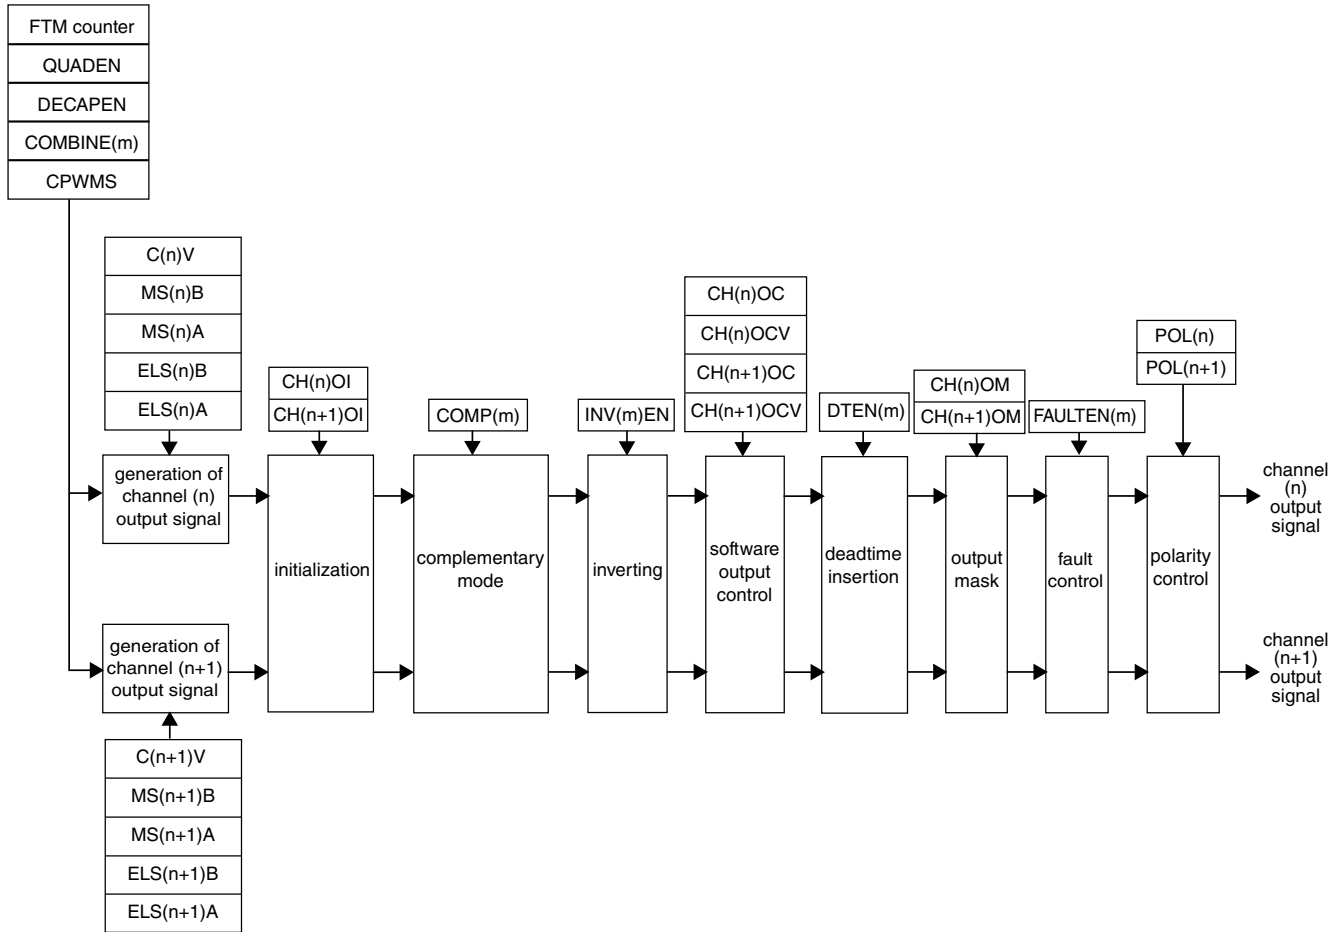 FTM counter
QUADEN
DECAPEN
COMBINE(m)
CPWMS
C(n)V
MS(n)B
MS(n)A
ELS(n)B
ELS(n)A
CH(n)OI
CH(n+1)OI
COMP(m)
INV(m)EN
CH(n)OC
CH(n)OCV
CH(n+1)OC
CH(n+1)OCV
DTEN(m)
CH(n)OM
CH(n+1)OM
FAULTEN(m)
POL(n)
POL(n+1)
generation of
channel (n)
output signal
initialization
complementary
mode
inverting
software
output
control
deadtime
insertion
output
mask
fault
control
polarity
control
channel
(n)
output
signal
generation of
channel (n+1)
output signal
channel
(n+1)
output
signal
C(n+1)V
MS(n+1)B
MS(n+1)A
ELS(n+1)B
ELS(n+1)A